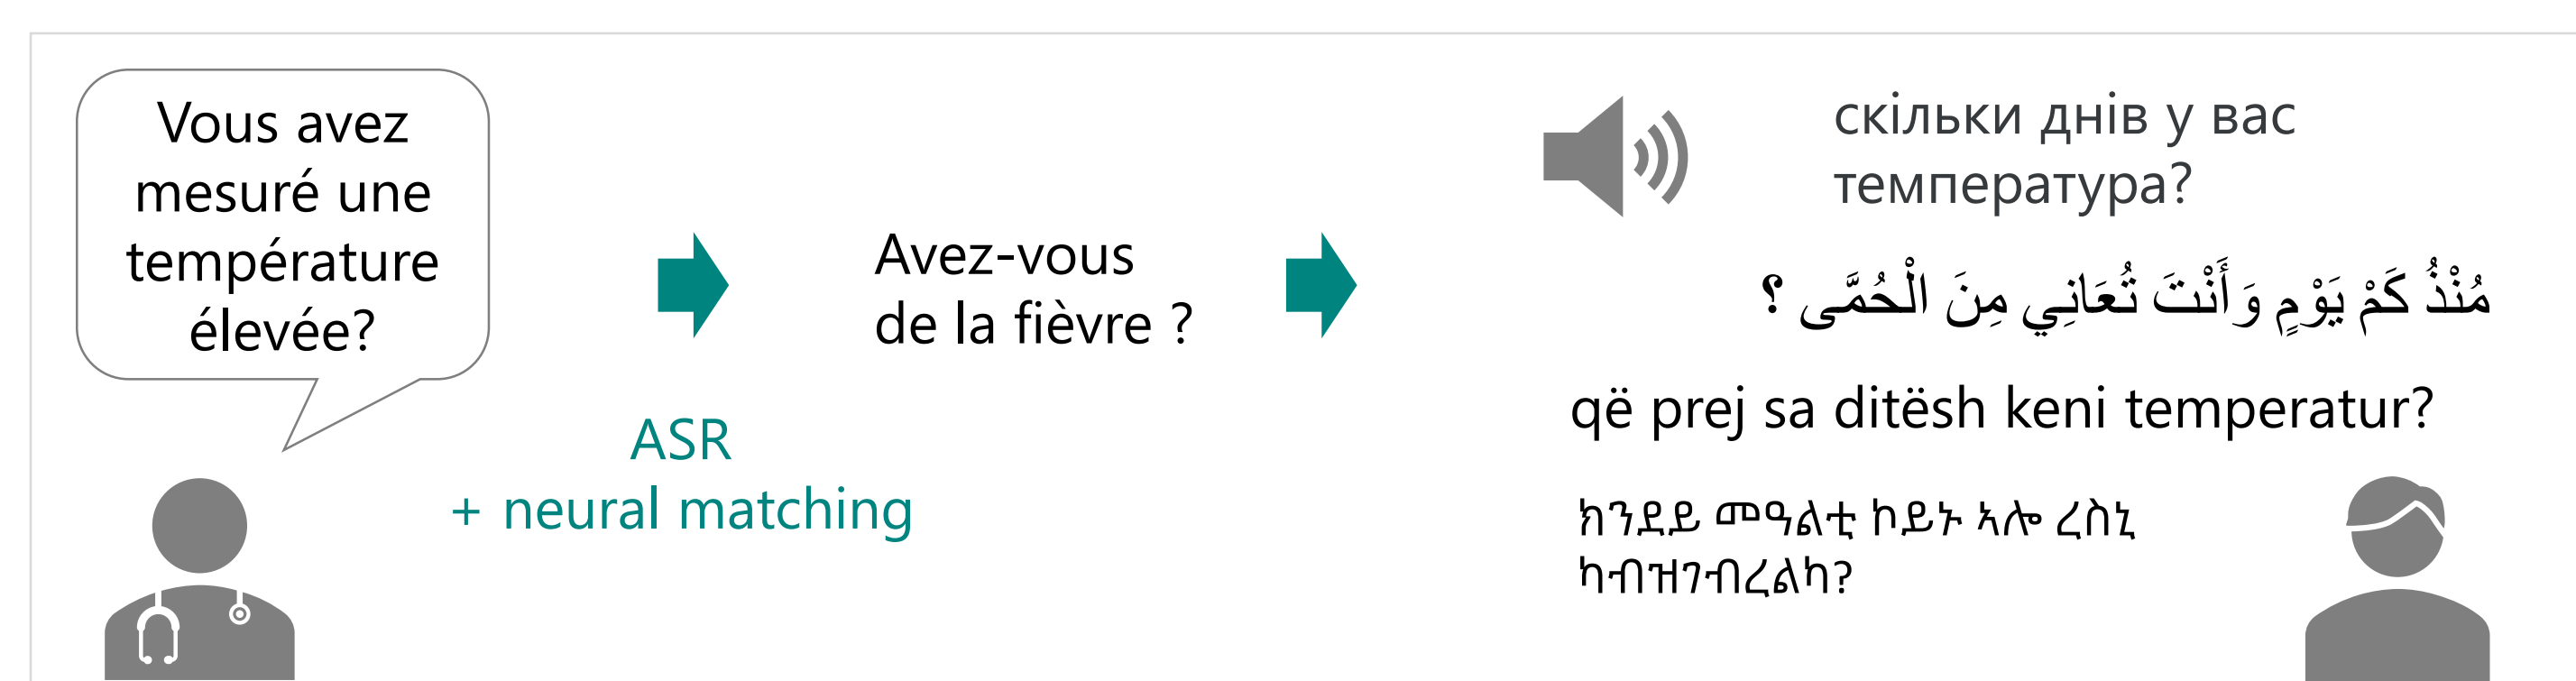 Vous avez
mesuré une
température
élevée?
ASR
+ neural matching
Avez-vous
de la fièvre ?
скільки днів у вас
температура?
مُنْذُ كَمْ يَوْمٍ وَأَنْتَ تُعَانِي مِنَ الْحُمَّى ؟
që prej sa ditësh keni temperatur?
ክንደይ መዓልቲ ኮይኑ ኣሎ ረስኒ
ካብዝገብረልካ?